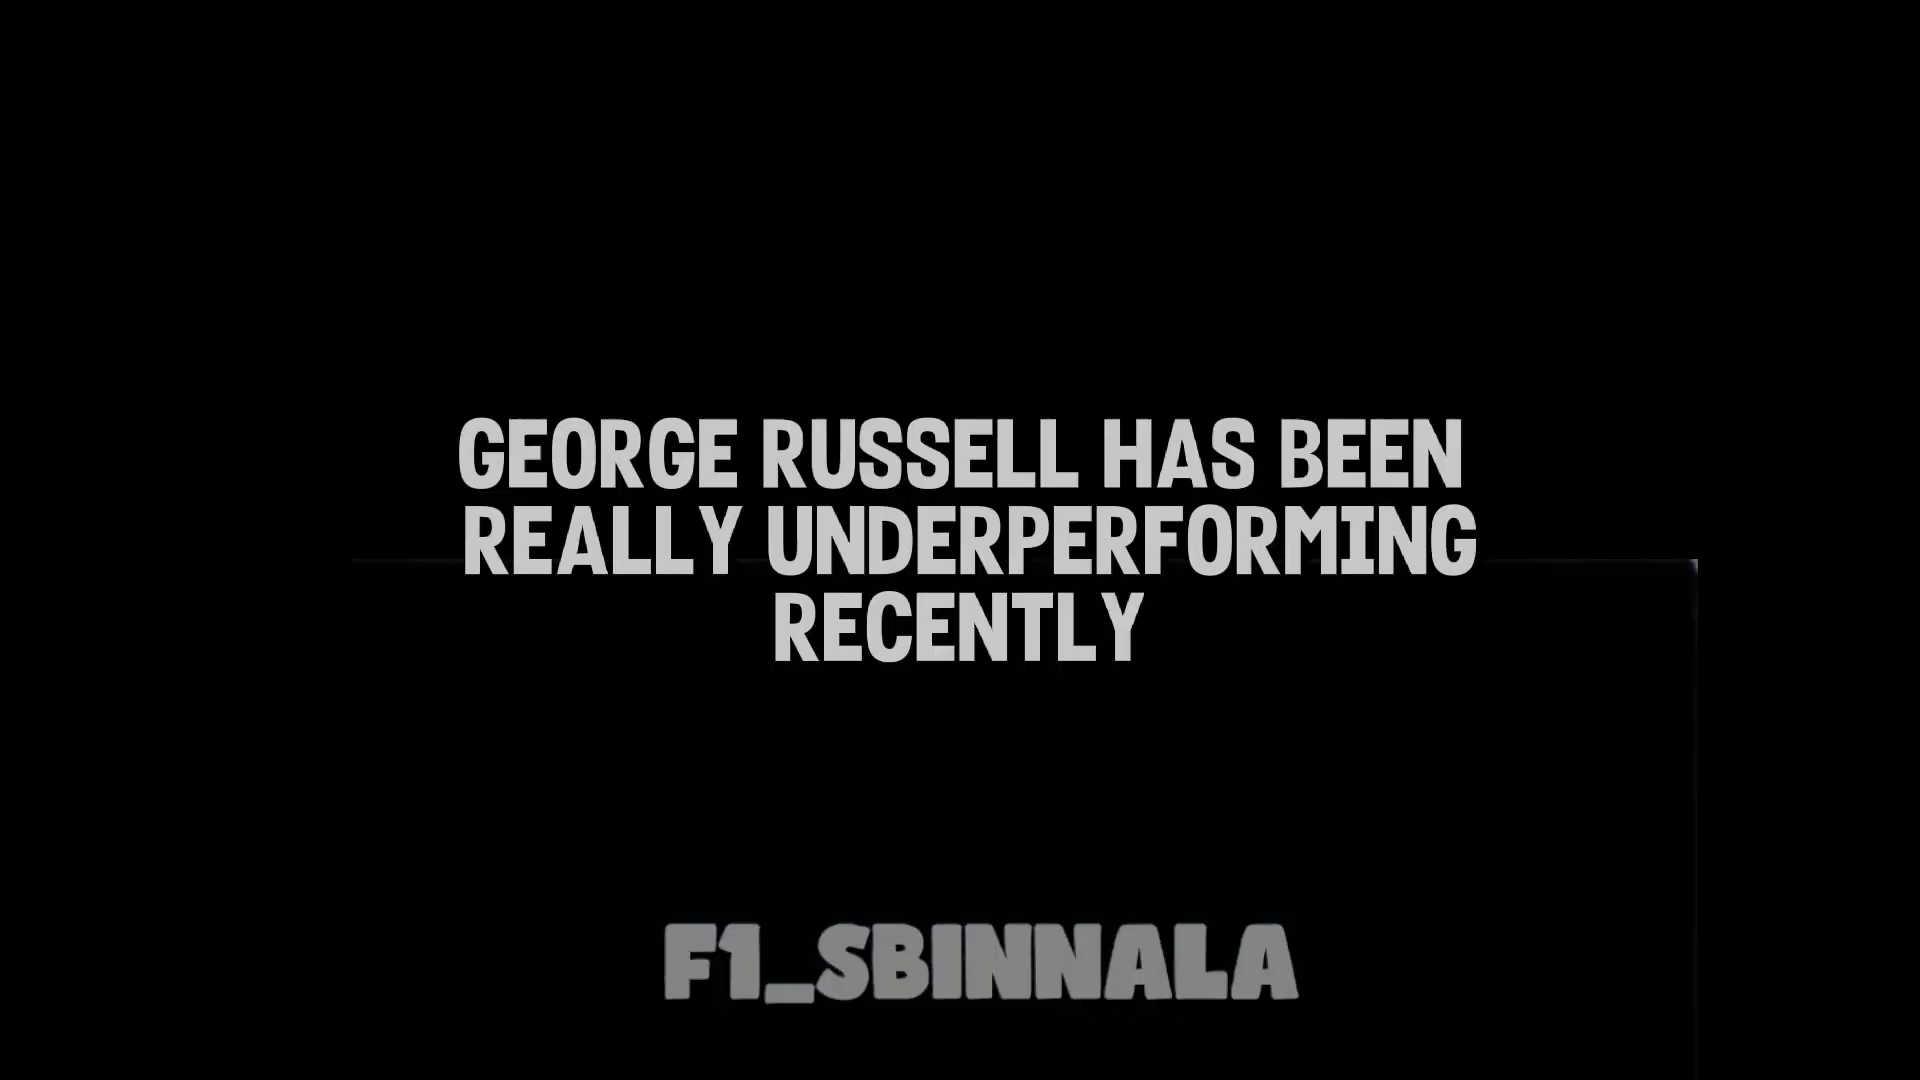 GEORGE RUSSELL HAS BEEN
REALLY UNDERPERFORMING
RECENTLY
F1_SBINNALA